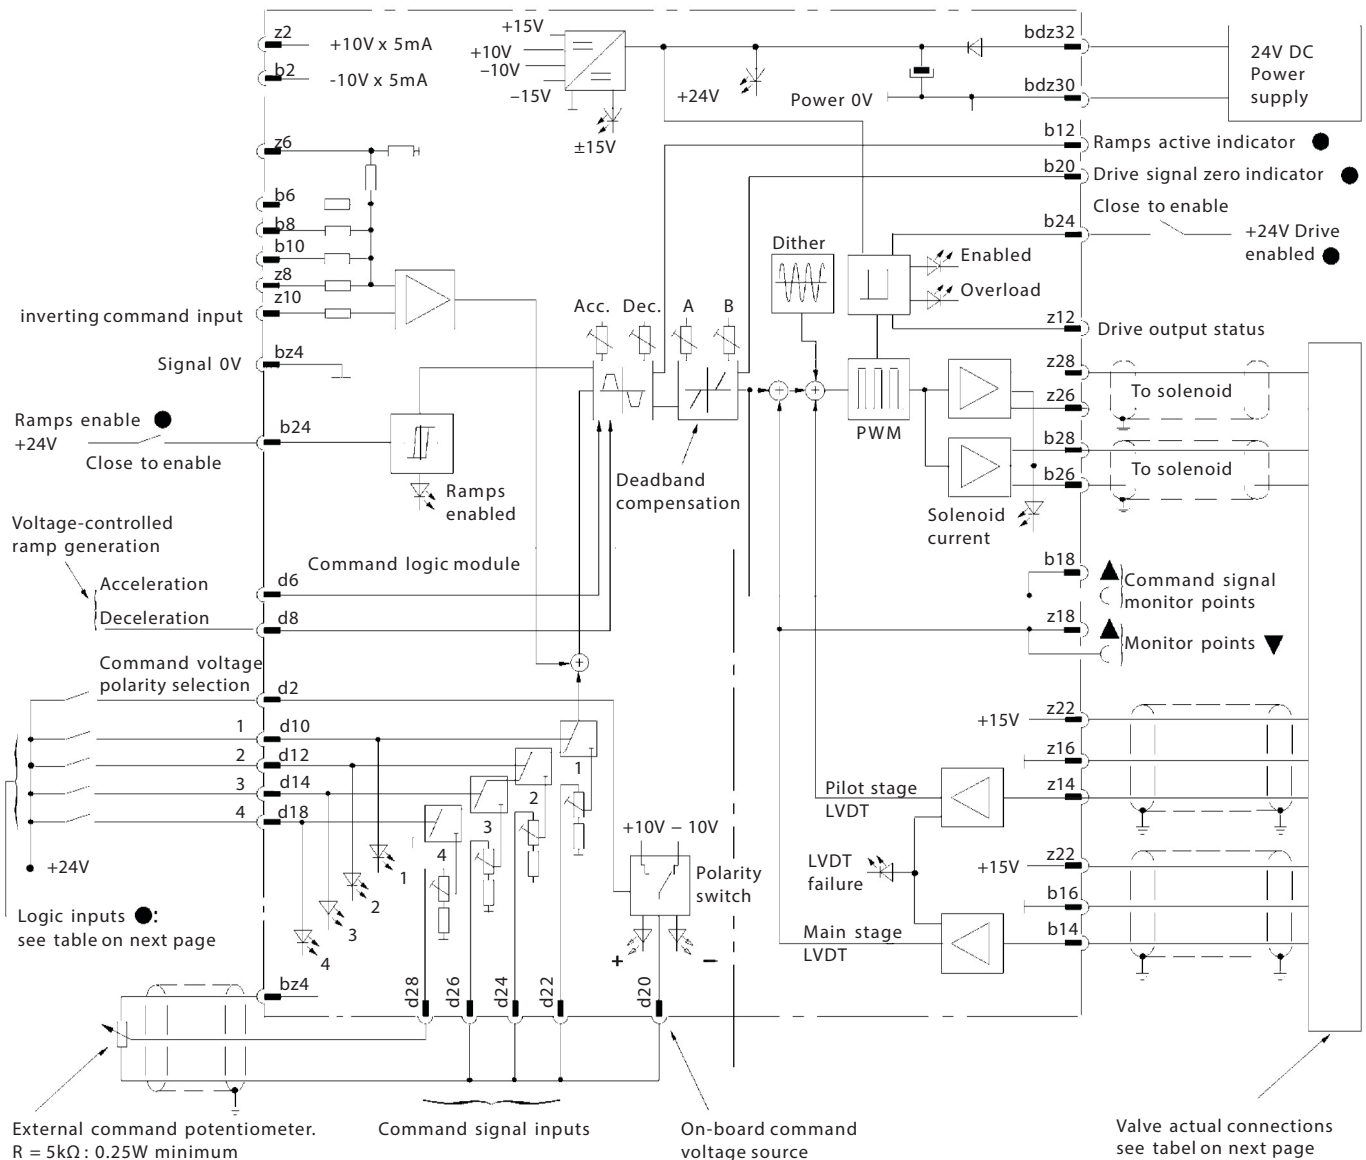 z2
+10V x 5mA
b2
-10V x 5mA
+15V
+10V
−10V
−15V
±15V
+24V
Power 0V
bdz32
bdz30
24V DC
Power
supply
z6
b6
b8
b10
z8
z10
inverting command input
Signal 0V
bz4
b12
Ramps active indicator ●
b20
Drive signal zero indicator ●
Close to enable
b24
+24V Drive
enabled ●
Dither
Enabled
Overload
z12
Drive output status
Acc.
Dec.
A
B
PWM
z28
z26
To solenoid
b28
b26
To solenoid
Solenoid
current
Ramps enable ●
+24V
Close to enable
b24
Ramps
enabled
Deadband
compensation
Voltage-controlled
ramp generation
Acceleration
Deceleration
d6
d8
Command logic module
b18
▲
Command signal
monitor points
z18
▲
Monitor points ▼
Command voltage
polarity selection
d2
1
d10
2
d12
3
d14
4
d18
+24V
Logic inputs ●:
see table on next page
1
2
3
4
1
2
3
4
+10V − 10V
Polarity
switch
+
−
z22
+15V
z16
z14
Pilot stage
LVDT
LVDT
failure
z22
+15V
b16
b14
Main stage
LVDT
bz4
d28
d26
d24
d22
d20
External command potentiometer.
R = 5kΩ : 0.25W minimum
Command signal inputs
On-board command
voltage source
Valve actual connections
see tabel on next page